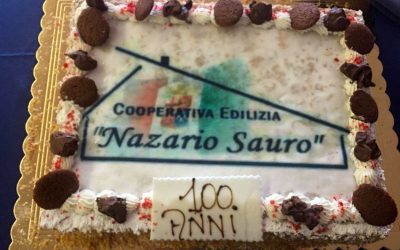 COOPERATIVA EDILIZIA
"Nazario Sauro"
100
ANNI